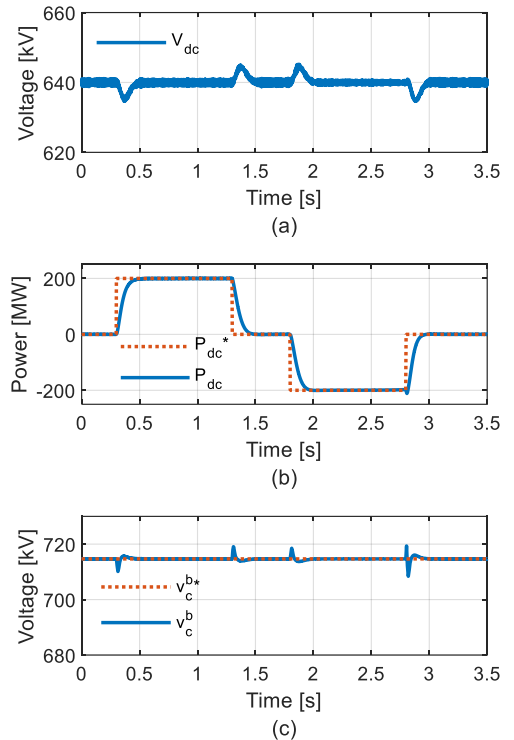 660
640
620
Voltage [kV]
V_dc
0 0.5 1 1.5 2 2.5 3 3.5
Time [s]
(a)
200
0
-200
Power [MW]
P_dc*
P_dc
0 0.5 1 1.5 2 2.5 3 3.5
Time [s]
(b)
720
700
680
Voltage [kV]
v_c^b*
v_c^b
0 0.5 1 1.5 2 2.5 3 3.5
Time [s]
(c)